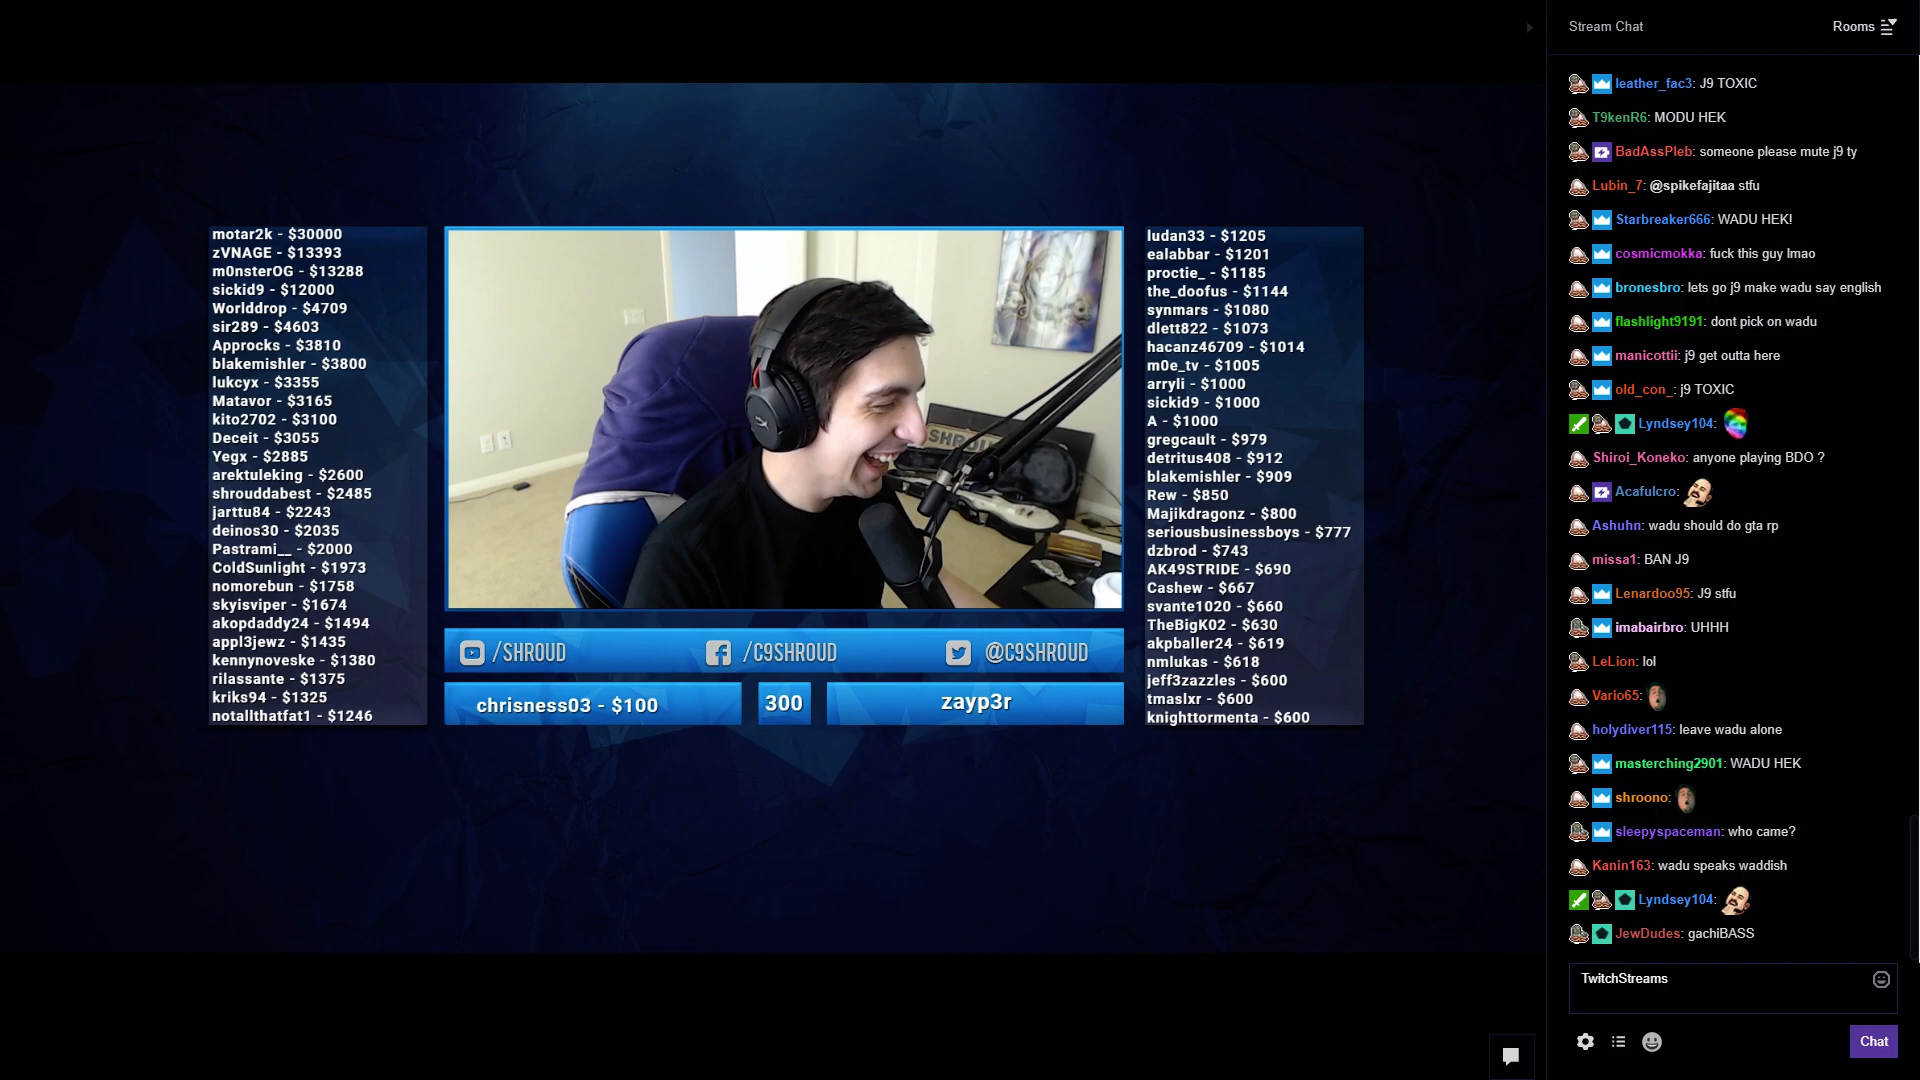 motar2k - $30000
zVNAGE - $13393
m0nsterOG - $13288
sickid9 - $12000
Worlddrop - $4709
sir289 - $4603
Approcks - $3810
blakemishler - $3800
lukcyx - $3355
Matavor - $3165
kito2702 - $3100
Deceit - $3055
Yegx - $2885
arektuleking - $2600
shrouddabest - $2485
jarttu84 - $2243
deinos30 - $2035
Pastrami__ - $2000
ColdSunlight - $1973
nomorebun - $1758
skyisviper - $1674
akopdaddy24 - $1494
appl3jewz - $1435
kennynoveske - $1380
rilassante - $1375
kriks94 - $1325
notallthatfat1 - $1246
SHROUD
/SHROUD
/C9SHROUD
@C9SHROUD
chrisness03 - $100
300
zayp3r
ludan33 - $1205
ealabbar - $1201
proctie_ - $1185
the_doofus - $1144
synmars - $1080
dlett822 - $1073
hacanz46709 - $1014
m0e_tv - $1005
arryli - $1000
sickid9 - $1000
A - $1000
gregcault - $979
detritus408 - $912
blakemishler - $909
Rew - $850
Majikdragonz - $800
seriousbusinessboys - $777
dzbrod - $743
AK49STRIDE - $690
Cashew - $667
svante1020 - $660
TheBigK02 - $630
akpballer24 - $619
nmlukas - $618
jeff3zazzles - $600
tmaslxr - $600
knighttormenta - $600
Stream Chat
Rooms
leather_fac3: J9 TOXIC
T9kenR6: MODU HEK
BadAssPleb: someone please mute j9 ty
Lubin_7: @spikefajitaa stfu
Starbreaker666: WADU HEK!
cosmicmokka: fuck this guy lmao
bronesbro: lets go j9 make wadu say english
flashlight9191: dont pick on wadu
manicottii: j9 get outta here
old_con_: j9 TOXIC
Lyndsey104:
Shiroi_Koneko: anyone playing BDO ?
Acafulcro:
Ashuhn: wadu should do gta rp
missa1: BAN J9
Lenardoo95: J9 stfu
imabairbro: UHHH
LeLion: lol
Vario65:
holydiver115: leave wadu alone
masterching2901: WADU HEK
shroono:
sleepyspaceman: who came?
Kanin163: wadu speaks waddish
Lyndsey104:
JewDudes: gachiBASS
TwitchStreams
Chat